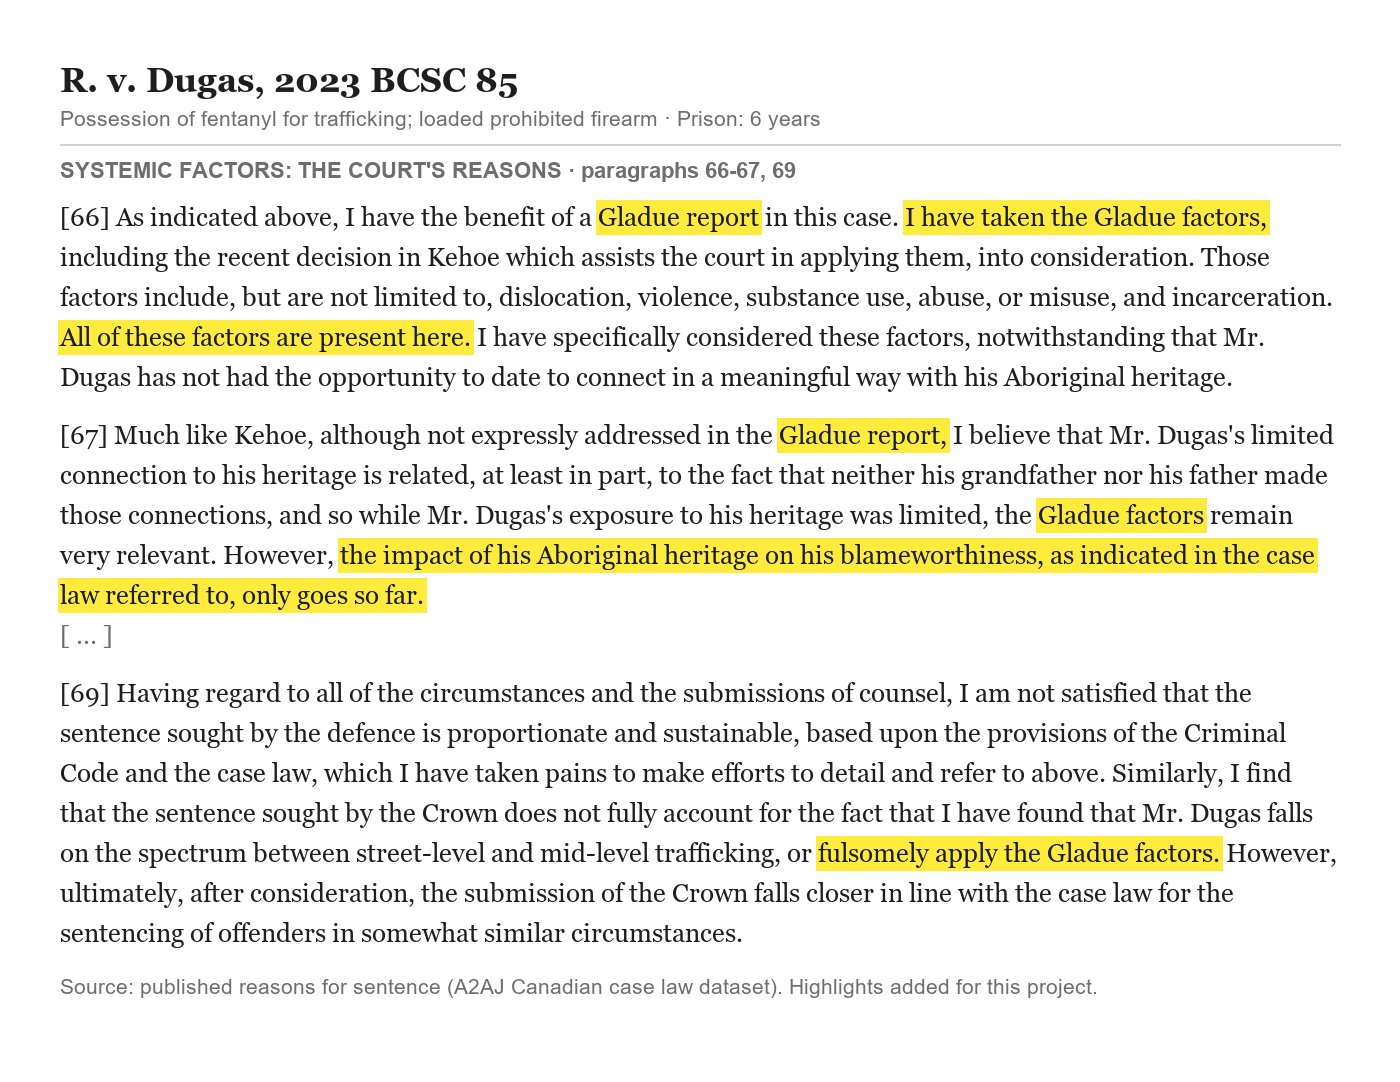 R. v. Dugas, 2023 BCSC 85
Possession of fentanyl for trafficking; loaded prohibited firearm · Prison: 6 years
SYSTEMIC FACTORS: THE COURT'S REASONS · paragraphs 66-67, 69
[66] As indicated above, I have the benefit of a Gladue report in this case. I have taken the Gladue factors,
including the recent decision in Kehoe which assists the court in applying them, into consideration. Those
factors include, but are not limited to, dislocation, violence, substance use, abuse, or misuse, and incarceration.
All of these factors are present here. I have specifically considered these factors, notwithstanding that Mr.
Dugas has not had the opportunity to date to connect in a meaningful way with his Aboriginal heritage.
[67] Much like Kehoe, although not expressly addressed in the Gladue report, I believe that Mr. Dugas's limited
connection to his heritage is related, at least in part, to the fact that neither his grandfather nor his father made
those connections, and so while Mr. Dugas's exposure to his heritage was limited, the Gladue factors remain
very relevant. However, the impact of his Aboriginal heritage on his blameworthiness, as indicated in the case
law referred to, only goes so far.
[ ... ]
[69] Having regard to all of the circumstances and the submissions of counsel, I am not satisfied that the
sentence sought by the defence is proportionate and sustainable, based upon the provisions of the Criminal
Code and the case law, which I have taken pains to make efforts to detail and refer to above. Similarly, I find
that the sentence sought by the Crown does not fully account for the fact that I have found that Mr. Dugas falls
on the spectrum between street-level and mid-level trafficking, or fulsomely apply the Gladue factors. However,
ultimately, after consideration, the submission of the Crown falls closer in line with the case law for the
sentencing of offenders in somewhat similar circumstances.
Source: published reasons for sentence (A2AJ Canadian case law dataset). Highlights added for this project.